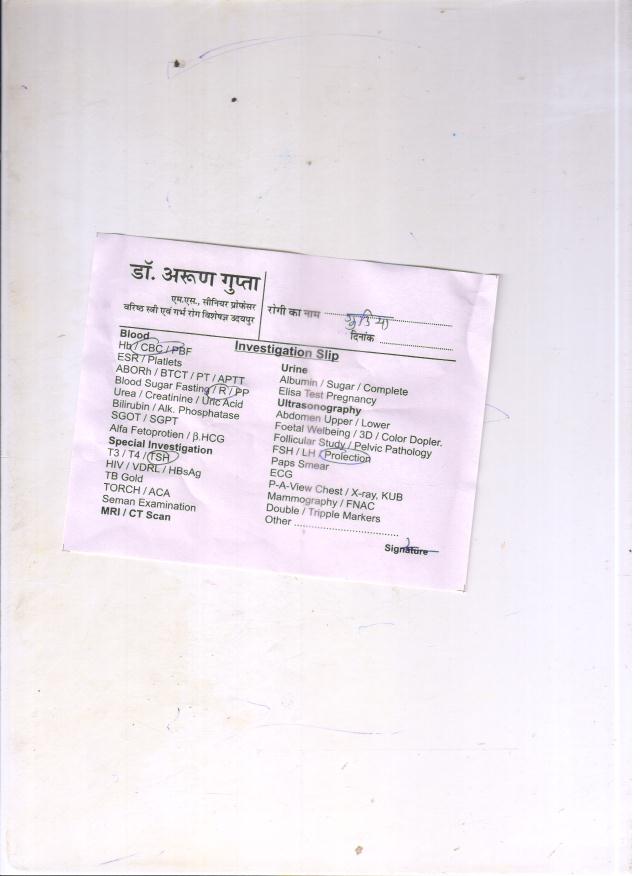 डॉ. अरूण गुप्ता
एम.एस., सीनियर प्रोफेसर
वरिष्ठ स्त्री एवं गर्भ रोग विशेषज्ञ उदयपुर
रोगी का नाम गुडिया
दिनांक
Investigation Slip
Blood
Hb / CBC / PBF
ESR / Platlets
ABORh / BTCT / PT / APTT
Blood Sugar Fasting / R / PP
Urea / Creatinine / Uric Acid
Bilirubin / Alk. Phosphatase
SGOT / SGPT
Alfa Fetoprotien / β.HCG
Special Investigation
T3 / T4 / TSH
HIV / VDRL / HBsAg
TB Gold
TORCH / ACA
Seman Examination
MRI / CT Scan
Urine
Albumin / Sugar / Complete
Elisa Test Pregnancy
Ultrasonography
Abdomen Upper / Lower
Foetal Welbeing / 3D / Color Dopler.
Follicular Study / Pelvic Pathology
FSH / LH / Prolection
Paps Smear
ECG
P-A-View Chest / X-ray, KUB
Mammography / FNAC
Double / Tripple Markers
Other ................................
Signature